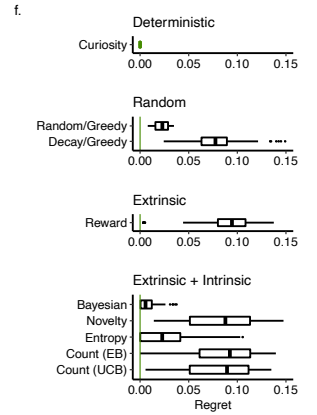 f.
Deterministic
Curiosity
0.00 0.05 0.10 0.15
Random
Random/Greedy
Decay/Greedy
0.00 0.05 0.10 0.15
Extrinsic
Reward
0.00 0.05 0.10 0.15
Extrinsic + Intrinsic
Bayesian
Novelty
Entropy
Count (EB)
Count (UCB)
0.00 0.05 0.10 0.15
Regret